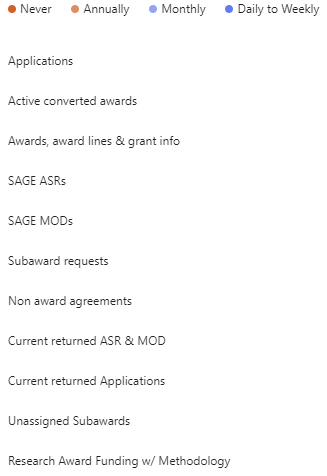 Never Annually Monthly Daily to Weekly
Applications
Active converted awards
Awards, award lines & grant info
SAGE ASRs
SAGE MODs
Subaward requests
Non award agreements
Current returned ASR & MOD
Current returned Applications
Unassigned Subawards
Research Award Funding w/ Methodology